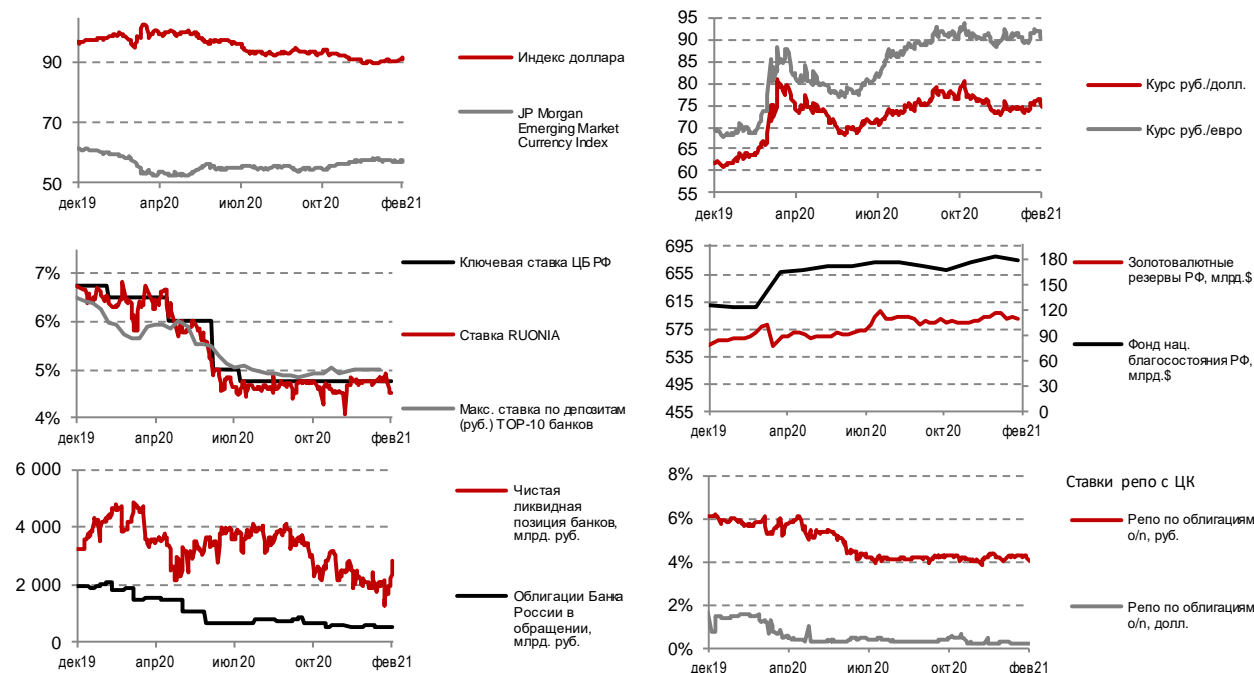 90
70
50
дек19
апр20
июл20
окт20
фев21
Индекс доллара
JP Morgan
Emerging Market
Currency Index
95
90
85
80
75
70
65
60
55
дек19
апр20
июл20
окт20
фев21
Курс руб./долл.
Курс руб./евро
7%
6%
5%
4%
дек19
апр20
июл20
окт20
фев21
Ключевая ставка ЦБ РФ
Ставка RUONIA
Макс. ставка по депозитам
(руб.) TOP-10 банков
695
655
615
575
535
495
455
180
150
120
90
60
30
0
дек19
апр20
июл20
окт20
фев21
Золотовалютные
резервы РФ, млрд.$
Фонд нац.
благосостояния РФ,
млрд.$
6 000
4 000
2 000
0
дек19
апр20
июл20
окт20
фев21
Чистая
ликвидная
позиция банков,
млрд. руб.
Облигации Банка
России в
обращении,
млрд. руб.
8%
6%
4%
2%
0%
дек19
апр20
июл20
окт20
фев21
Ставки репо с ЦК
Репо по облигациям
o/n, руб.
Репо по облигациям
o/n, долл.